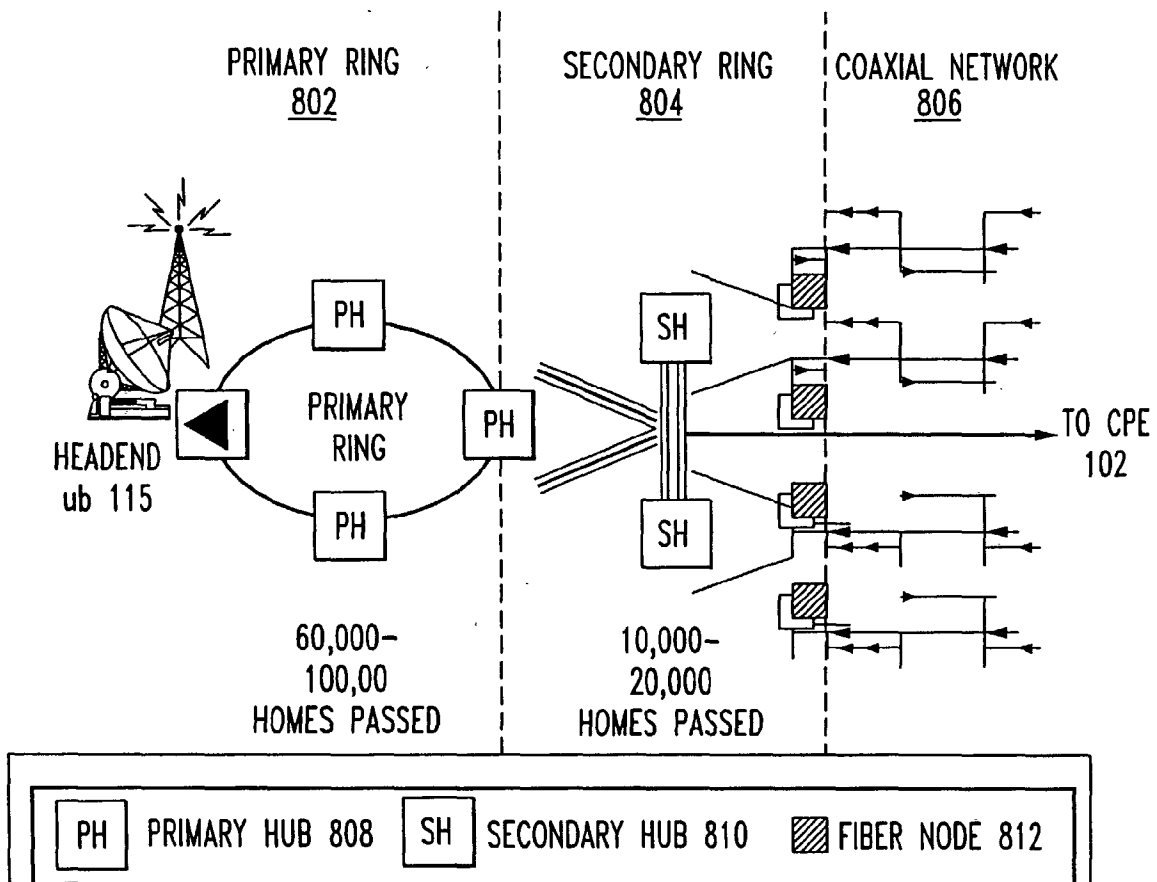 PRIMARY RING
802
SECONDARY RING
804
COAXIAL NETWORK
806
PH
SH
PRIMARY
RING
PH
TO CPE
102
HEADEND
ub 115
PH
SH
60,000-
100,00
HOMES PASSED
10,000-
20,000
HOMES PASSED
PH PRIMARY HUB 808
SH SECONDARY HUB 810
FIBER NODE 812